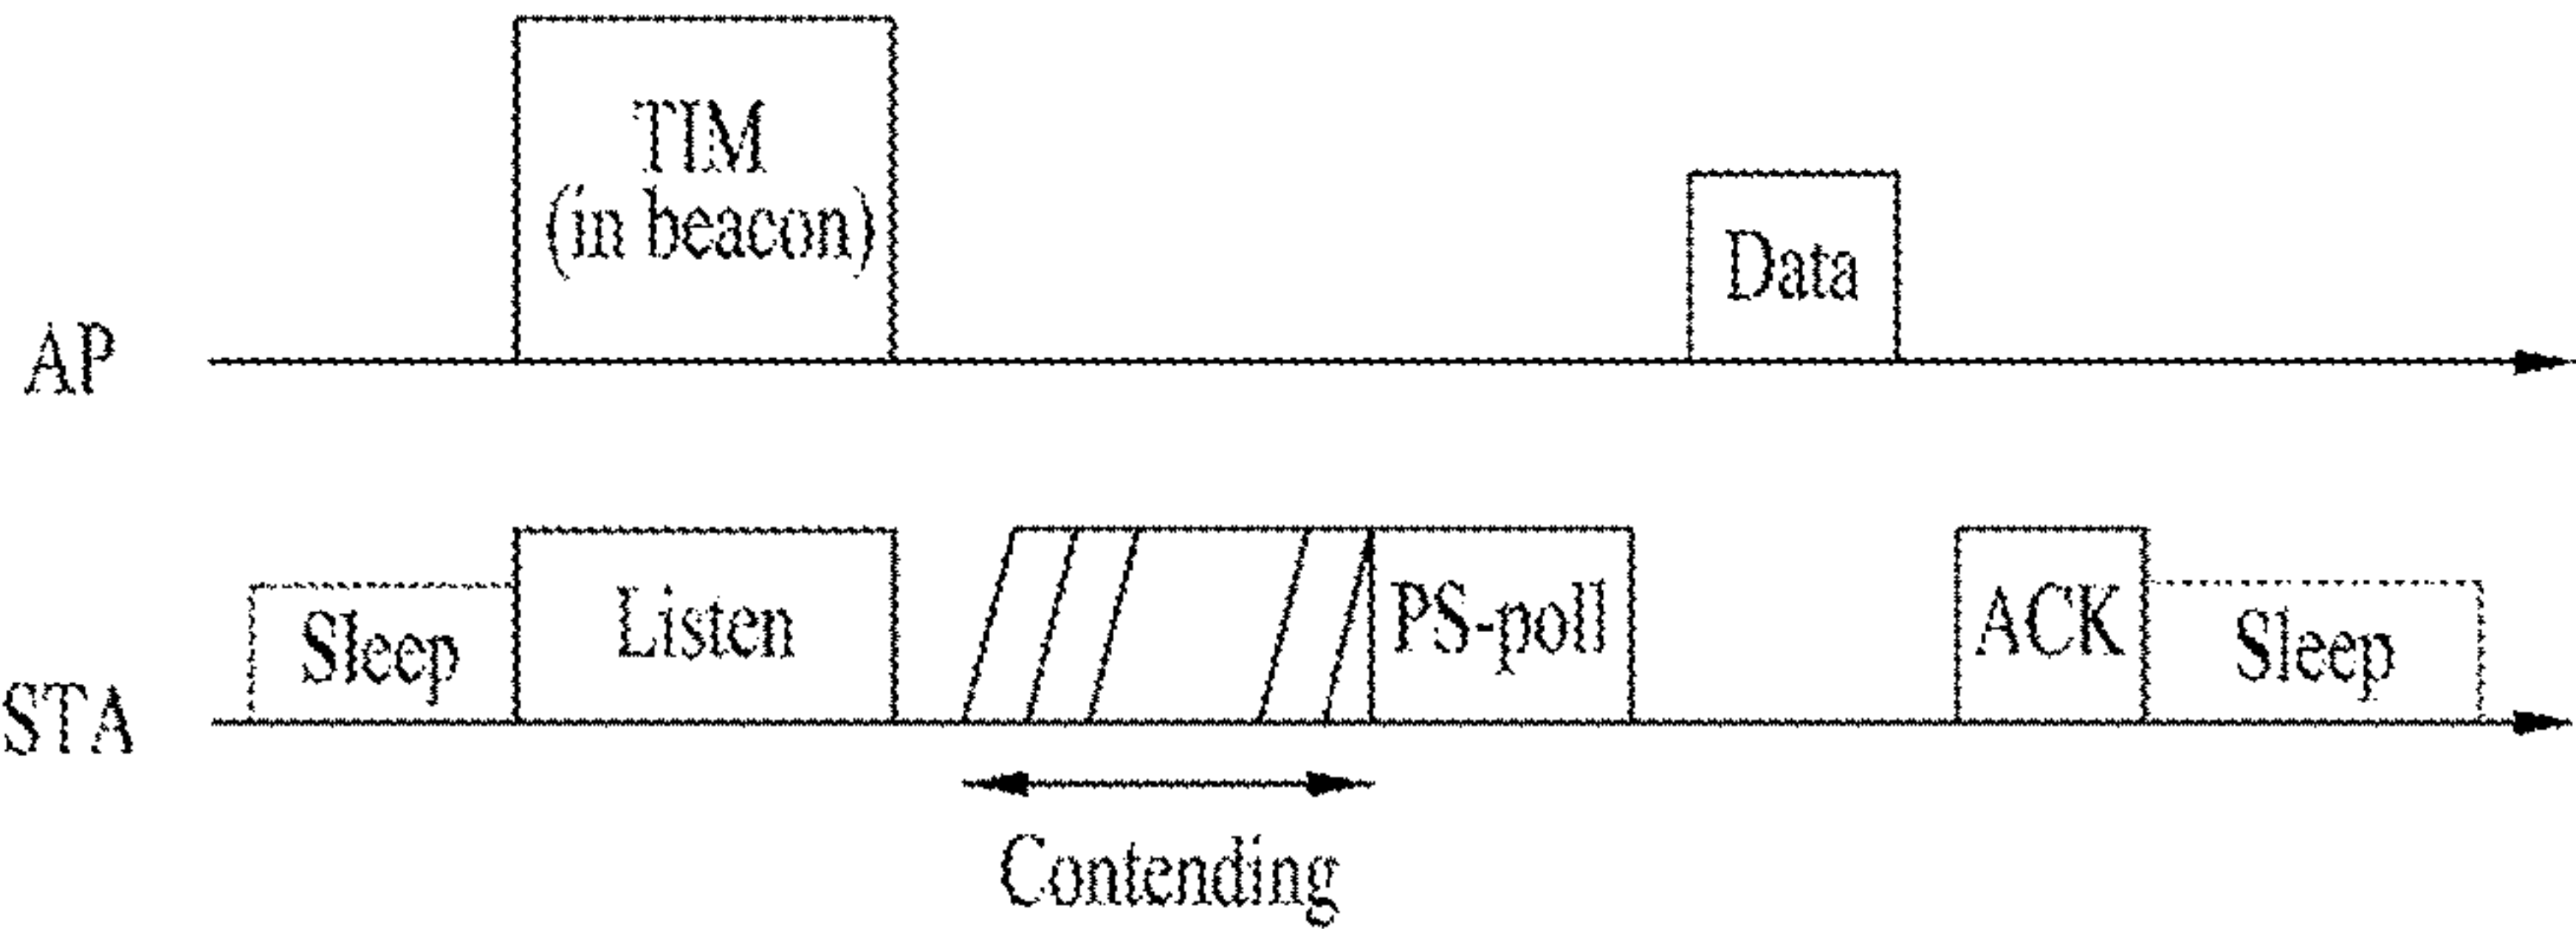 TIM
(in beacon)
Data
AP
Sleep
Listen
PS-poll
ACK
Sleep
STA
Contending